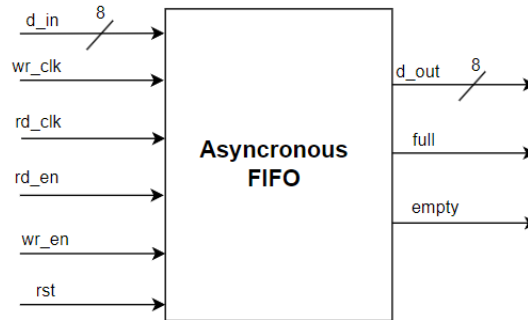 d_in
8
wr_clk
rd_clk
rd_en
wr_en
rst
Asyncronous
FIFO
d_out
8
full
empty